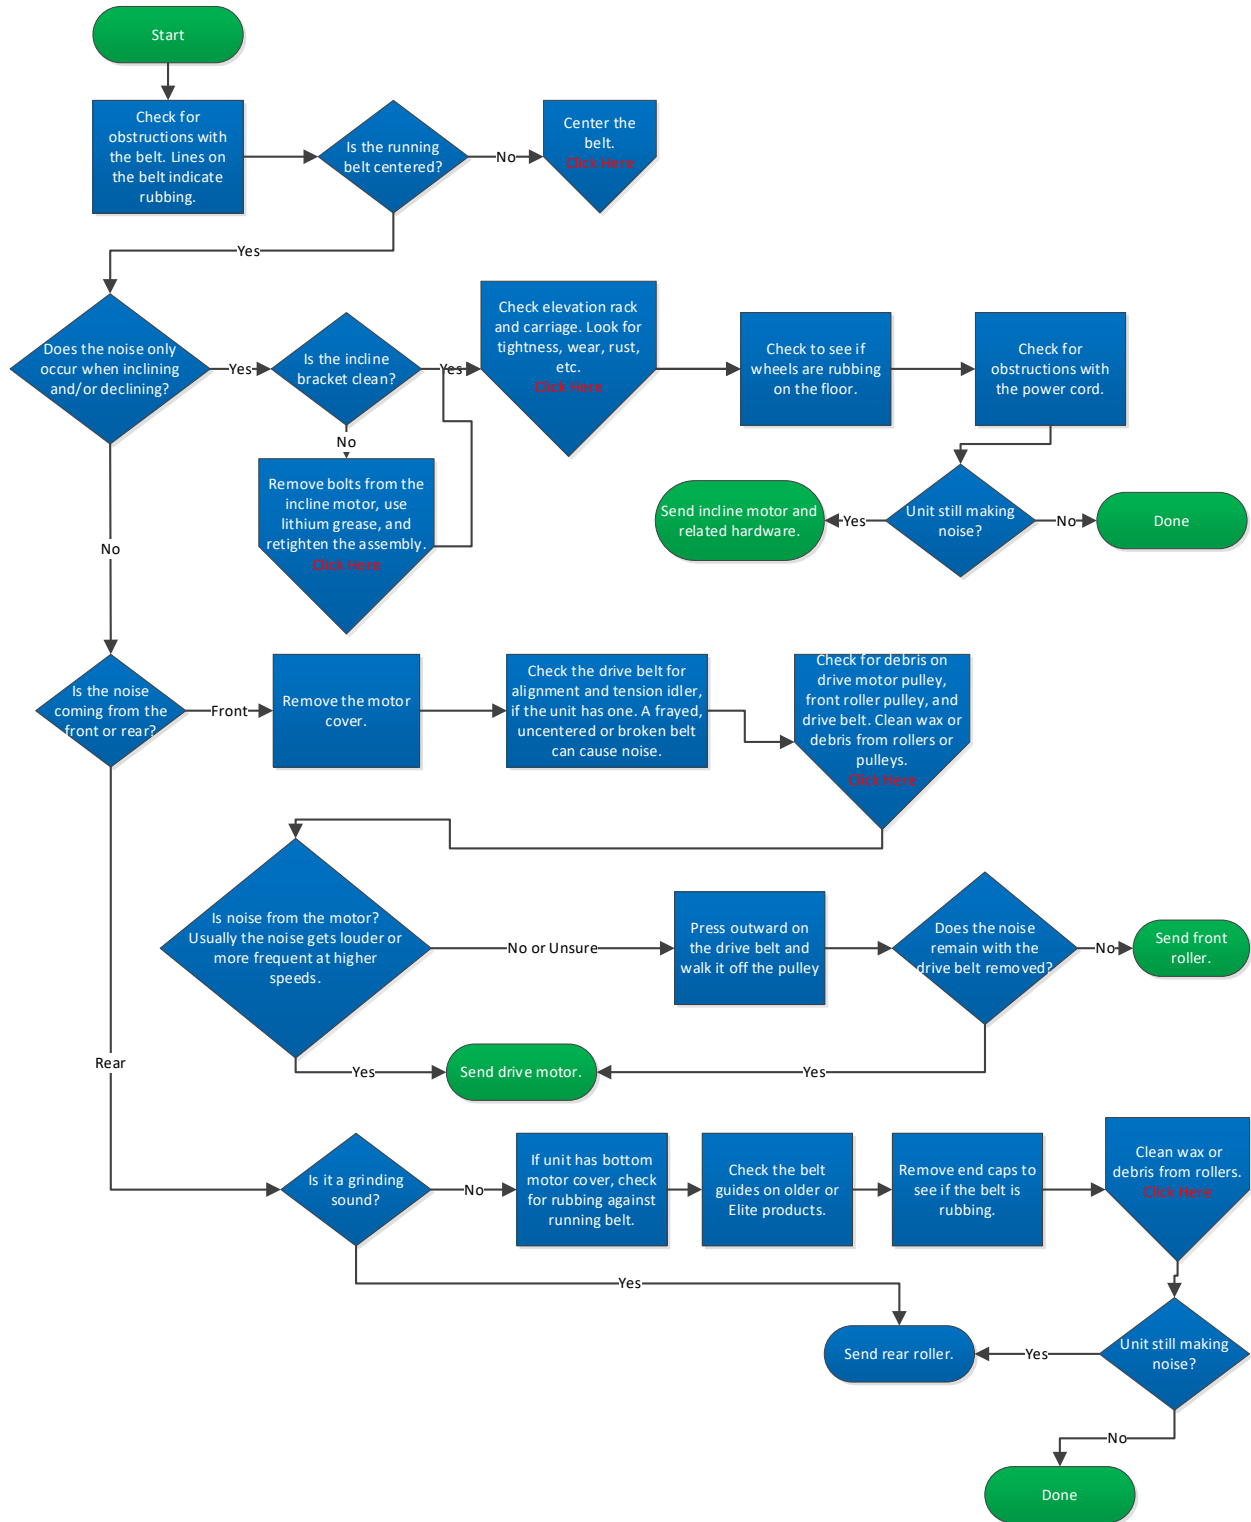 Start
Check for
obstructions with
the belt. Lines on
the belt indicate
rubbing.
Is the running
belt centered?
No
Center the
belt.
Click Here
Yes
Does the noise only
occur when inclining
and/or declining?
Yes
Is the incline
bracket clean?
Yes
Check elevation rack
and carriage. Look for
tightness, wear, rust,
etc.
Click Here
Check to see if
wheels are rubbing
on the floor.
Check for
obstructions with
the power cord.
No
Remove bolts from the
incline motor, use
lithium grease, and
retighten the assembly.
Click Here
Send incline motor and
related hardware.
Yes
Unit still making
noise?
No
Done
No
Is the noise
coming from the
front or rear?
Front
Remove the motor
cover.
Check the drive belt for
alignment and tension idler,
if the unit has one. A frayed,
uncentered or broken belt
can cause noise.
Check for debris on
drive motor pulley,
front roller pulley, and
drive belt. Clean wax or
debris from rollers or
pulleys.
Click Here
Is noise from the motor?
Usually the noise gets louder or
more frequent at higher
speeds.
No or Unsure
Press outward on
the drive belt and
walk it off the pulley
Does the noise
remain with the
drive belt removed?
No
Send front
roller.
Yes
Send drive motor.
Yes
Rear
Is it a grinding
sound?
No
If unit has bottom
motor cover, check
for rubbing against
running belt.
Check the belt
guides on older or
Elite products.
Remove end caps to
see if the belt is
rubbing.
Clean wax or
debris from rollers.
Click Here
Yes
Send rear roller.
Yes
Unit still making
noise?
No
Done